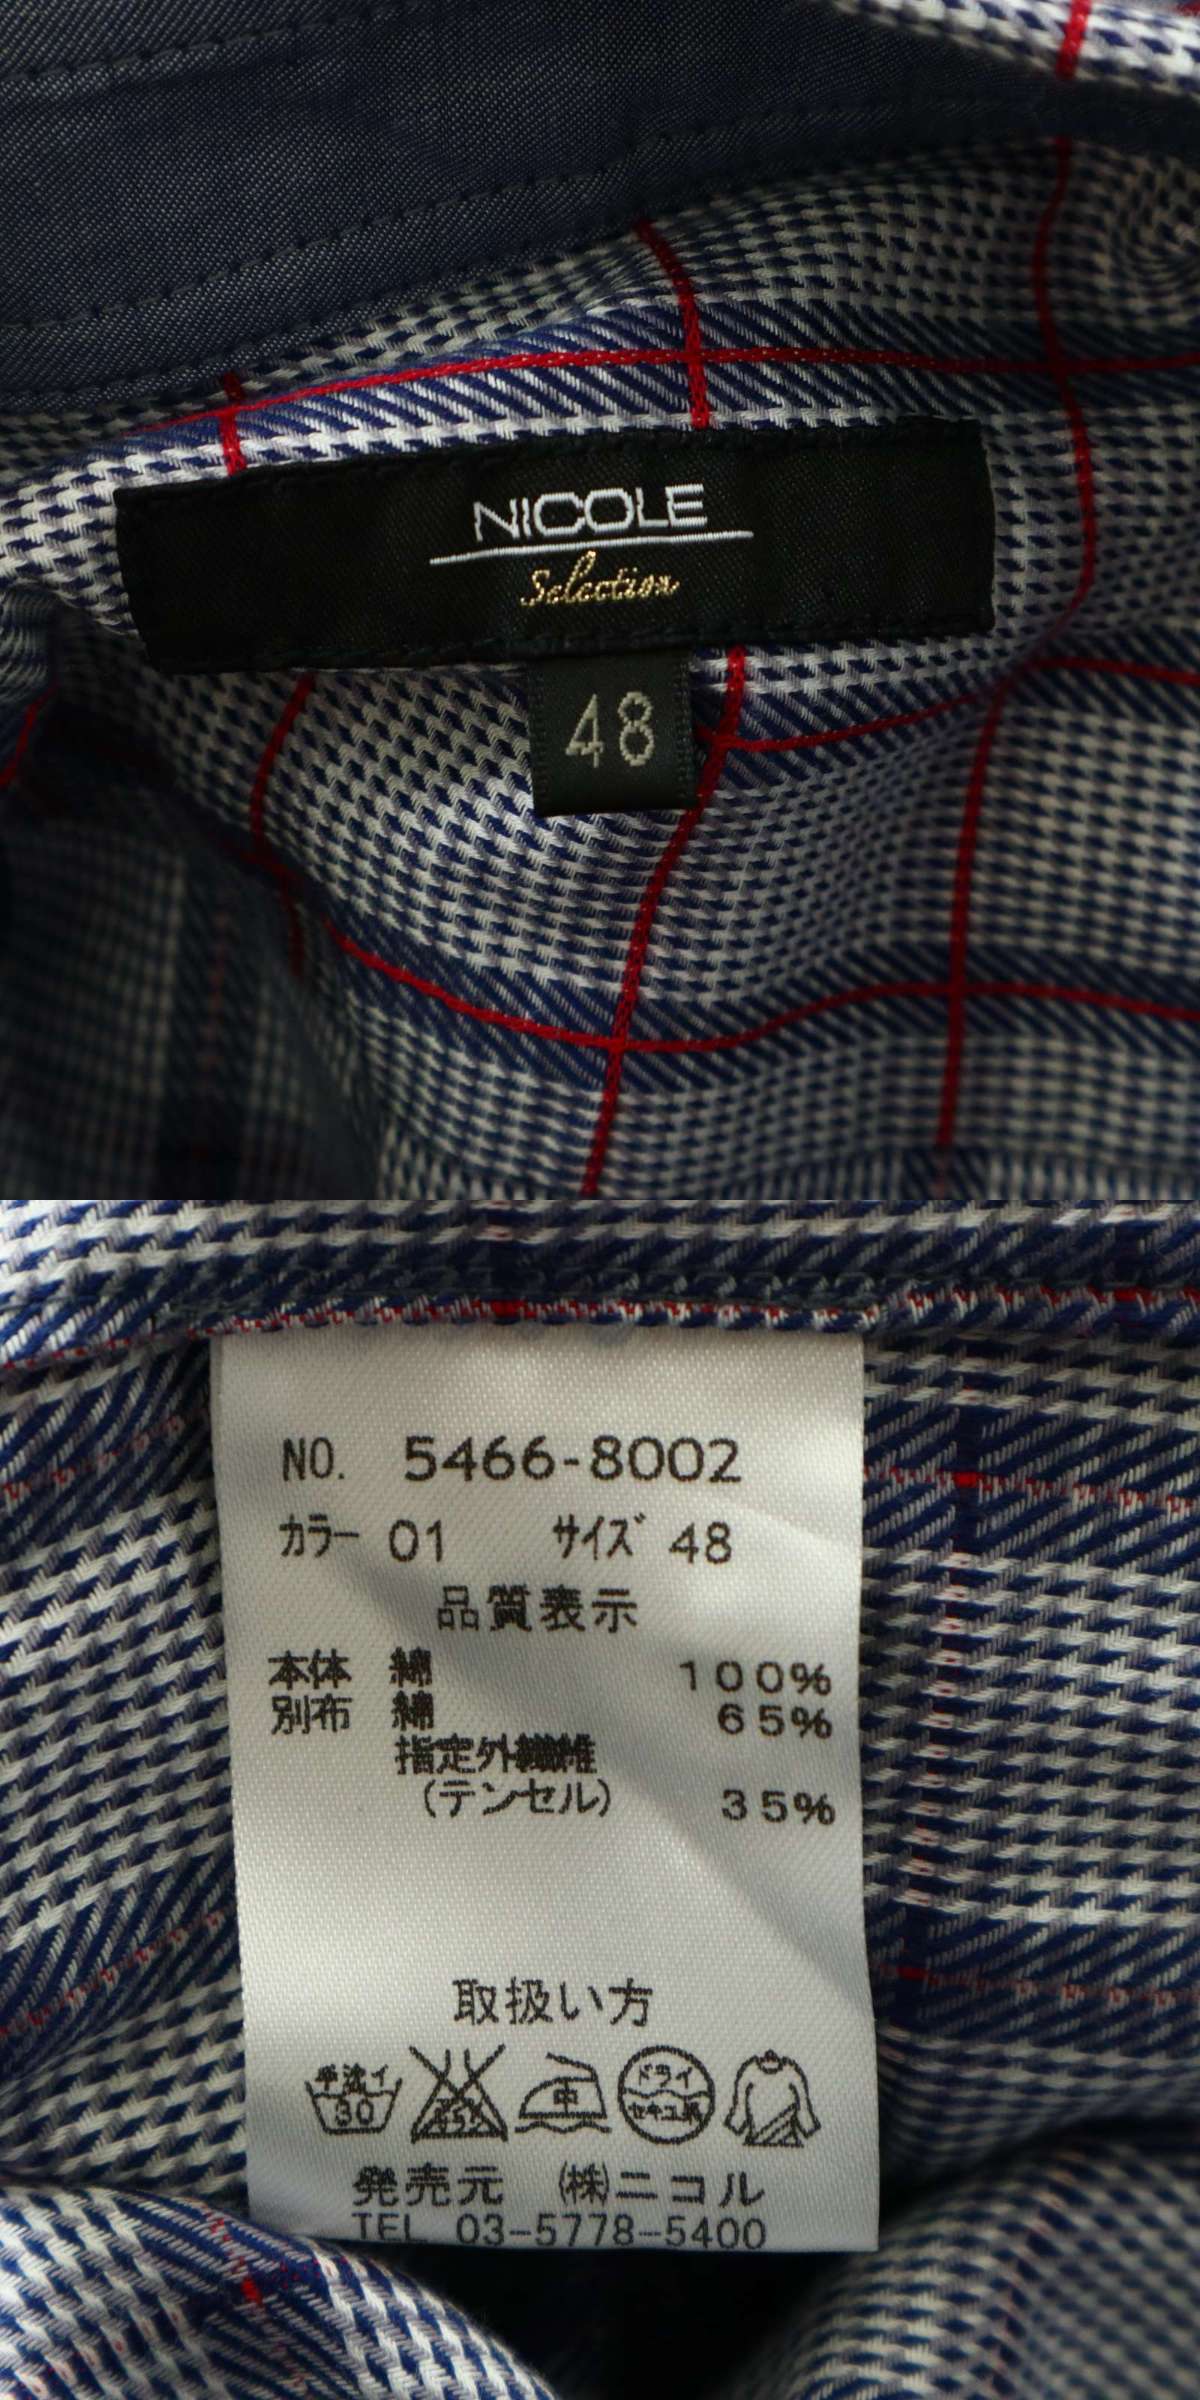 NICOLE
Selection
48
NO. 5466-8002
カラー 01 サイズ 48
品質表示
本体 綿 100%
別布 綿 65%
指定外繊維
(テンセル) 35%
取扱い方
手洗イ 30 中 ドライ セキユ系
発売元 (株)ニコル
TEL 03-5778-5400